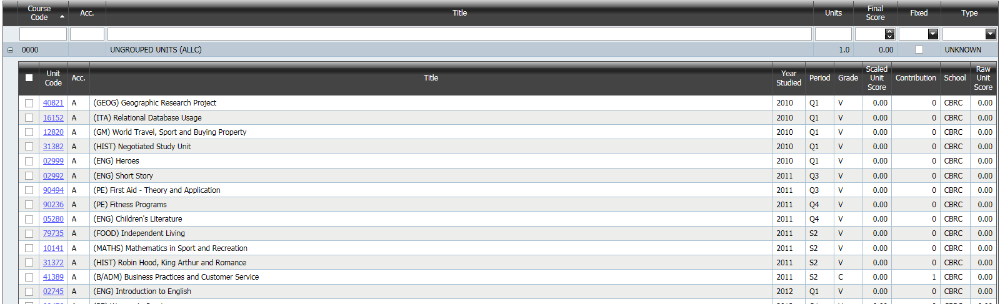 Course Code Acc. Title Units Final Score Fixed Type
0000 UNGROUPED UNITS (ALLC) 1.0 0.00 UNKNOWN
Unit Code Acc. Title Year Studied Period Grade Scaled Unit Score Contribution School Raw Unit Score
40821 A (GEOG) Geographic Research Project 2010 Q1 V 0.00 0 CBRC 0.00
16152 A (ITA) Relational Database Usage 2010 Q1 V 0.00 0 CBRC 0.00
12820 A (GM) World Travel, Sport and Buying Property 2010 Q1 V 0.00 0 CBRC 0.00
31382 A (HIST) Negotiated Study Unit 2010 Q1 V 0.00 0 CBRC 0.00
02999 A (ENG) Heroes 2010 Q1 V 0.00 0 CBRC 0.00
02992 A (ENG) Short Story 2011 Q3 V 0.00 0 CBRC 0.00
90494 A (PE) First Aid - Theory and Application 2011 Q3 V 0.00 0 CBRC 0.00
90236 A (PE) Fitness Programs 2011 Q4 V 0.00 0 CBRC 0.00
05280 A (ENG) Children's Literature 2011 Q4 V 0.00 0 CBRC 0.00
79735 A (FOOD) Independent Living 2011 S2 V 0.00 0 CBRC 0.00
10141 A (MATHS) Mathematics in Sport and Recreation 2011 S2 V 0.00 0 CBRC 0.00
31372 A (HIST) Robin Hood, King Arthur and Romance 2011 S2 V 0.00 0 CBRC 0.00
41389 A (B/ADM) Business Practices and Customer Service 2011 S2 C 0.00 1 CBRC 0.00
02745 A (ENG) Introduction to English 2012 Q1 V 0.00 0 CBRC 0.00